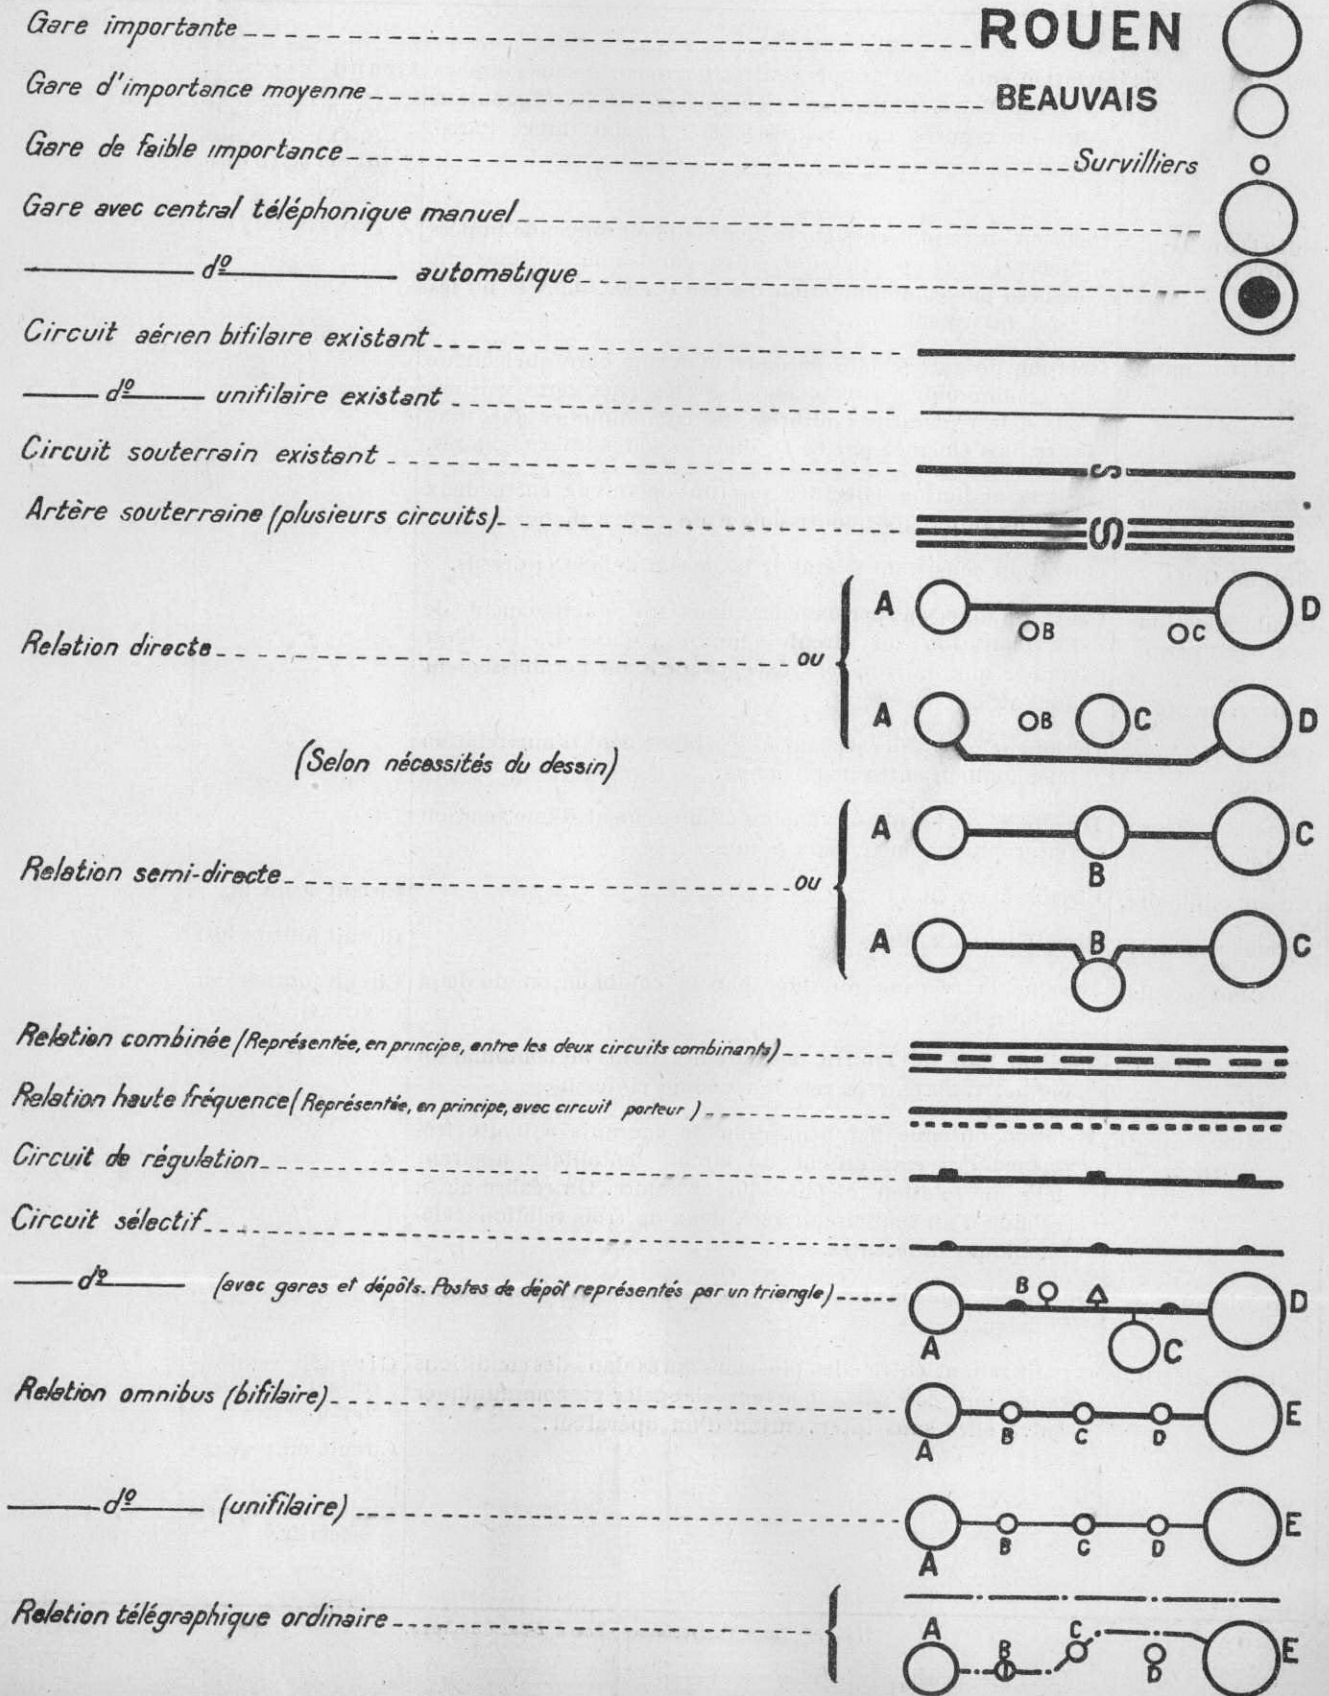 Gare importante ROUEN
Gare d'importance moyenne BEAUVAIS
Gare de faible importance Survilliers
Gare avec central téléphonique manuel
dº automatique
Circuit aérien bifilaire existant
dº unifilaire existant
Circuit souterrain existant S
Artère souterraine (plusieurs circuits) S
A D
B C
Relation directe ou
A B C D
(Selon nécessités du dessin)
A C
B
Relation semi-directe ou
A B C
Relation combinée (Représentée, en principe, entre les deux circuits combinants)
Relation haute fréquence (Représentée, en principe, avec circuit porteur)
Circuit de régulation
Circuit sélectif
dº (avec gares et dépôts. Postes de dépôt représentés par un triangle) B D
A C
Relation omnibus (bifilaire) E
A B C D
dº (unifilaire) E
A B C D
Relation télégraphique ordinaire
A B C D E